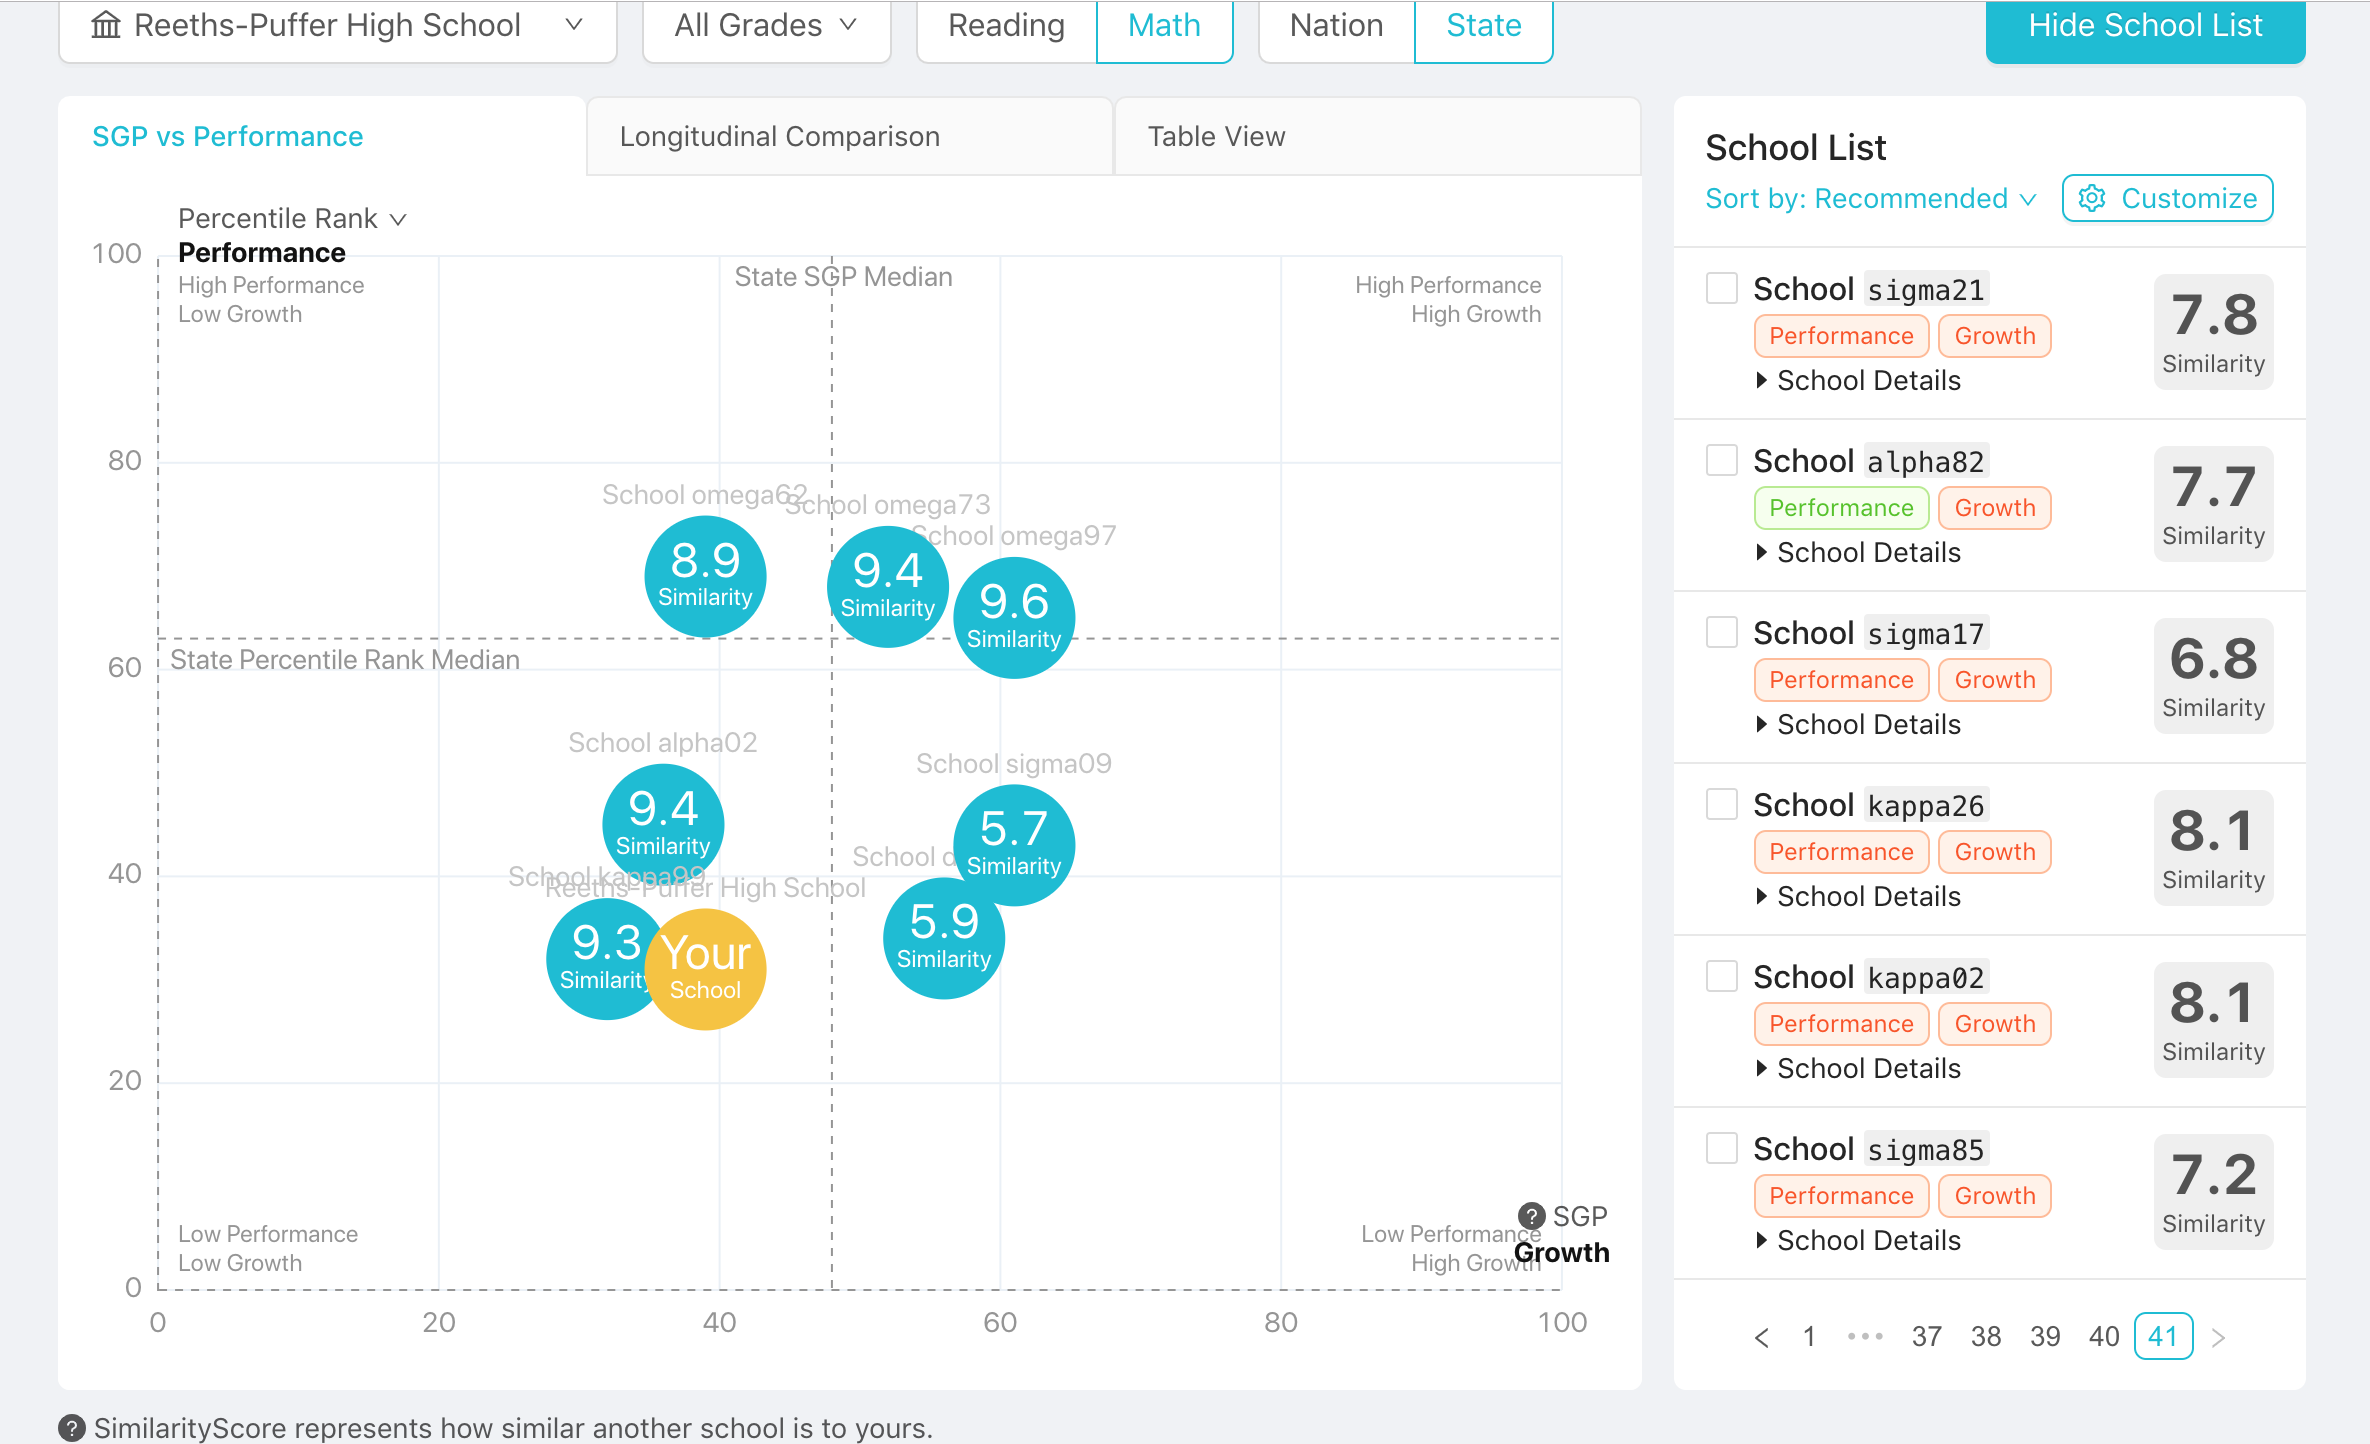 Reeths-Puffer High School
All Grades
Reading
Math
Nation
State
Hide School List
SGP vs Performance
Longitudinal Comparison
Table View
Percentile Rank
Performance
High Performance
Low Growth
State SGP Median
High Performance
High Growth
100
80
60
40
20
0
School omega62
8.9
Similarity
School omega73
9.4
Similarity
School omega97
9.6
Similarity
State Percentile Rank Median
School alpha02
9.4
Similarity
School sigma09
5.7
Similarity
School kappa99
9.3
Similarity
Reeths-Puffer High School
Your
School
School
5.9
Similarity
Low Performance
Low Growth
Low Performance
High Growth
? SGP
Growth
0
20
40
60
80
100
School List
Sort by: Recommended
Customize
School sigma21
Performance
Growth
School Details
7.8
Similarity
School alpha82
Performance
Growth
School Details
7.7
Similarity
School sigma17
Performance
Growth
School Details
6.8
Similarity
School kappa26
Performance
Growth
School Details
8.1
Similarity
School kappa02
Performance
Growth
School Details
8.1
Similarity
School sigma85
Performance
Growth
School Details
7.2
Similarity
< 1 ••• 37 38 39 40 41 >
? SimilarityScore represents how similar another school is to yours.